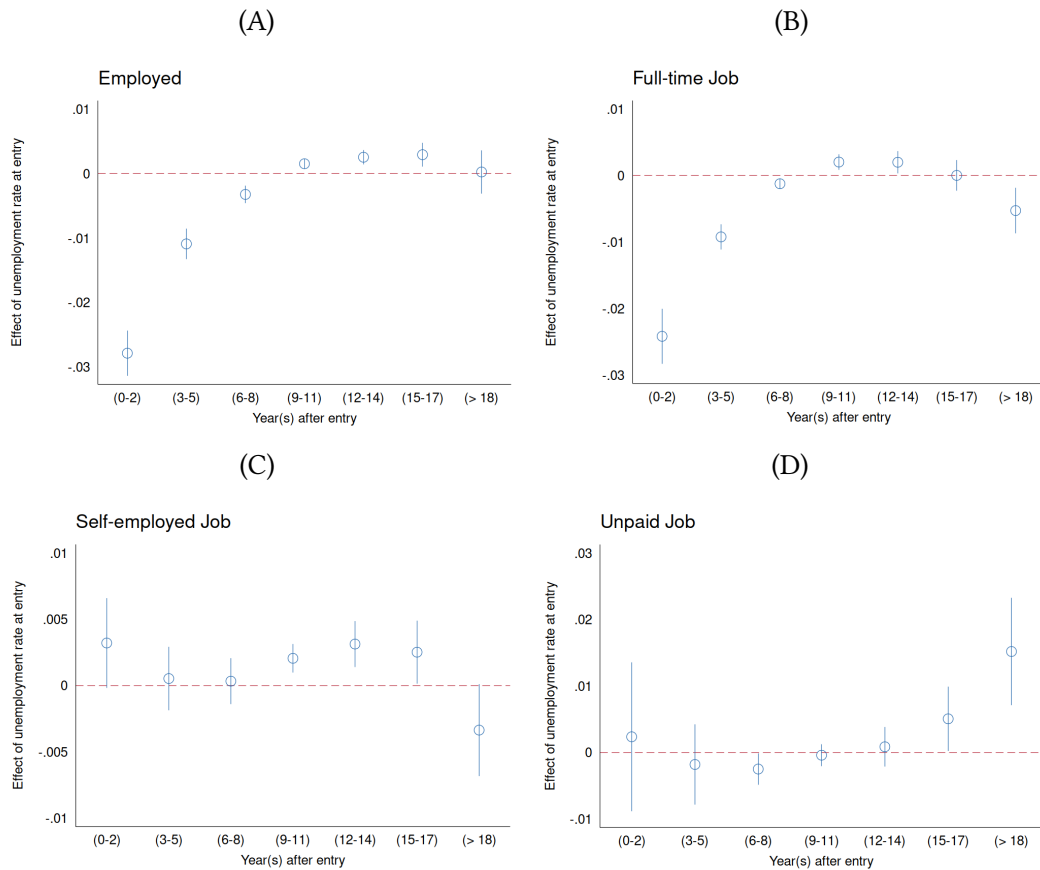 (A)
Employed
Effect of unemployment rate at entry
.01
0
-.01
-.02
-.03
(0-2) (3-5) (6-8) (9-11) (12-14) (15-17) (> 18)
Year(s) after entry
(B)
Full-time Job
Effect of unemployment rate at entry
.01
0
-.01
-.02
-.03
(0-2) (3-5) (6-8) (9-11) (12-14) (15-17) (> 18)
Year(s) after entry
(C)
Self-employed Job
Effect of unemployment rate at entry
.01
.005
0
-.005
-.01
(0-2) (3-5) (6-8) (9-11) (12-14) (15-17) (> 18)
Year(s) after entry
(D)
Unpaid Job
Effect of unemployment rate at entry
.03
.02
.01
0
-.01
(0-2) (3-5) (6-8) (9-11) (12-14) (15-17) (> 18)
Year(s) after entry